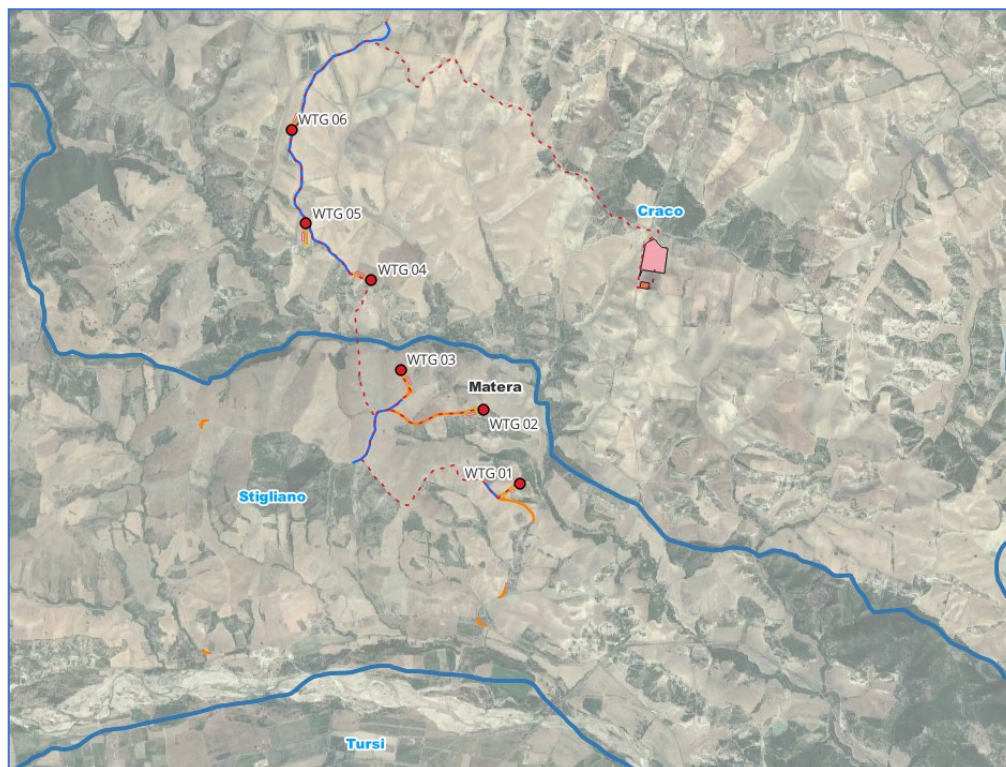 WTG 06
Craco
WTG 05
WTG 04
WTG 03
Matera
WTG 02
WTG 01
Stigliano
Tursi